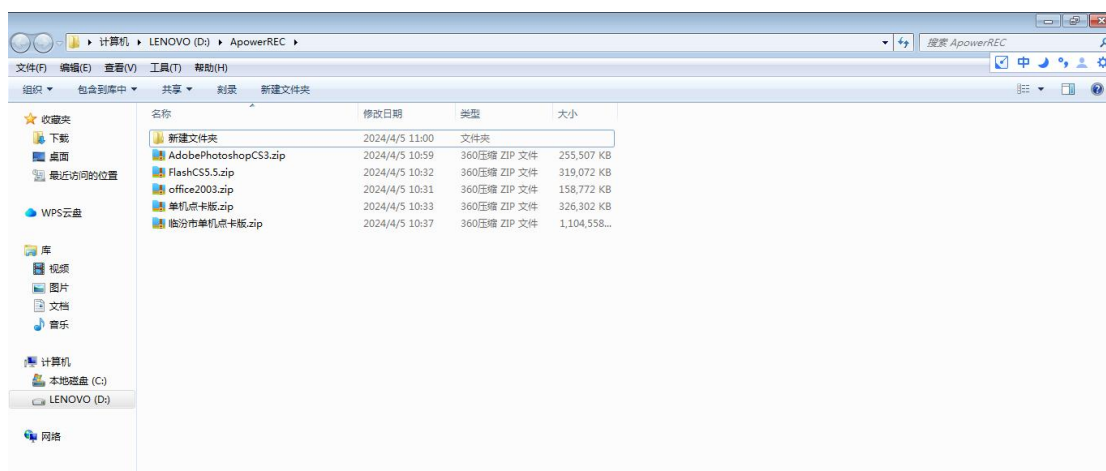 计算机 ▸ LENOVO (D:) ▸ ApowerREC ▸ 搜索 ApowerREC
文件(F) 编辑(E) 查看(V) 工具(T) 帮助(H) 中
组织 包含到库中 共享 刻录 新建文件夹
收藏夹
下载
桌面
最近访问的位置
WPS云盘
库
视频
图片
文档
音乐
计算机
本地磁盘 (C:)
LENOVO (D:)
网络
名称 修改日期 类型 大小
新建文件夹 2024/4/5 11:00 文件夹
AdobePhotoshopCS3.zip 2024/4/5 10:59 360压缩 ZIP 文件 255,507 KB
FlashCS5.5.zip 2024/4/5 10:32 360压缩 ZIP 文件 319,072 KB
office2003.zip 2024/4/5 10:31 360压缩 ZIP 文件 158,772 KB
单机点卡版.zip 2024/4/5 10:33 360压缩 ZIP 文件 326,302 KB
临汾市单机点卡版.zip 2024/4/5 10:37 360压缩 ZIP 文件 1,104,558...